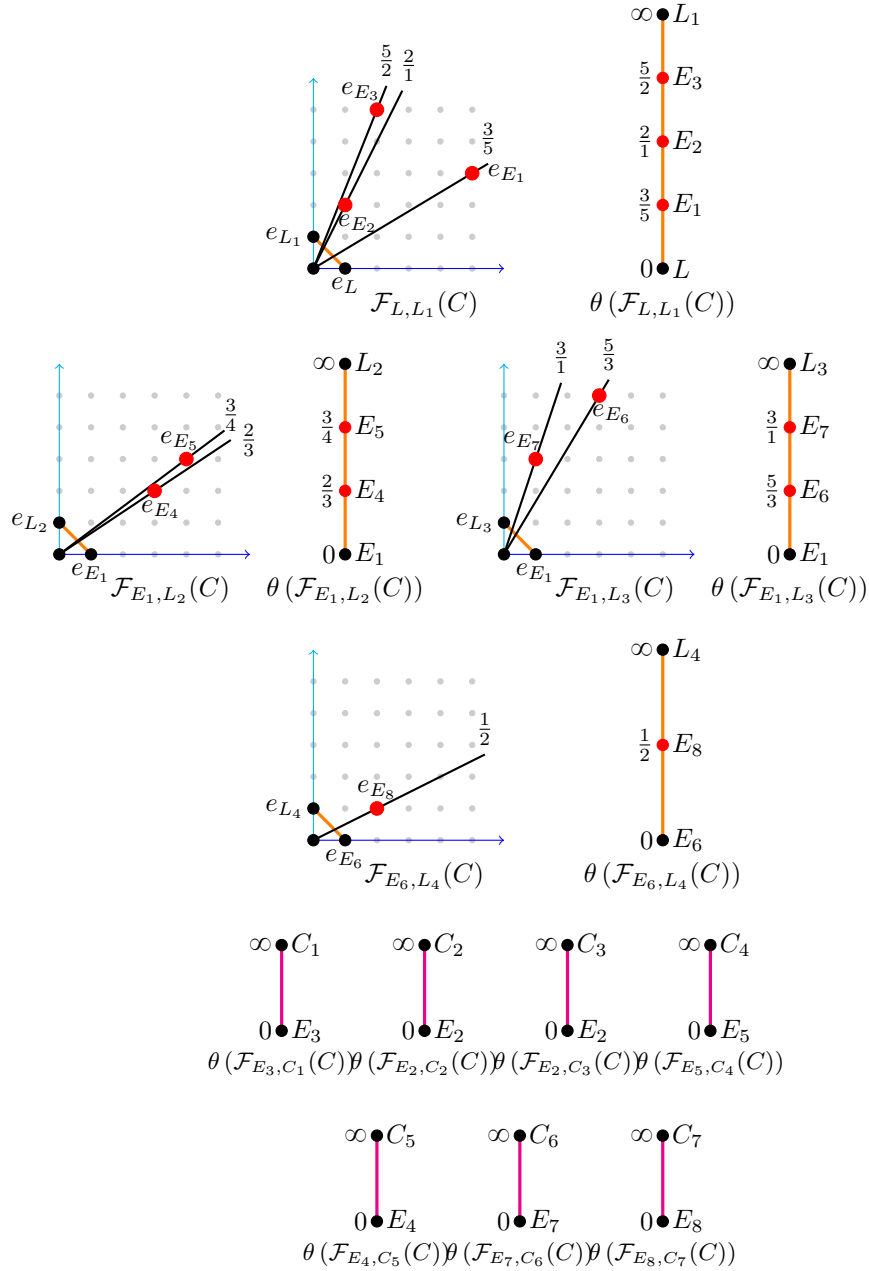 ∞ L₁
5/2 2/1
e_{E₃} 5/2 E₃
3/5 2/1 E₂
e_{E₁}
e_{E₂} 3/5 E₁
e_{L₁}
e_L 0 L
𝓕_{L,L₁}(C) θ(𝓕_{L,L₁}(C))
3/1 5/3
∞ L₂ ∞ L₃
3/4 2/3 e_{E₆}
e_{E₅} 3/4 E₅ e_{E₇} 3/1 E₇
e_{E₄} 2/3 E₄ 5/3 E₆
e_{L₂} e_{L₃}
e_{E₁} 0 E₁ e_{E₁} 0 E₁
𝓕_{E₁,L₂}(C) θ(𝓕_{E₁,L₂}(C)) 𝓕_{E₁,L₃}(C) θ(𝓕_{E₁,L₃}(C))
∞ L₄
1/2
e_{E₈} 1/2 E₈
e_{L₄}
e_{E₆} 0 E₆
𝓕_{E₆,L₄}(C) θ(𝓕_{E₆,L₄}(C))
∞ C₁ ∞ C₂ ∞ C₃ ∞ C₄
0 E₃ 0 E₂ 0 E₂ 0 E₅
θ(𝓕_{E₃,C₁}(C)) θ(𝓕_{E₂,C₂}(C)) θ(𝓕_{E₂,C₃}(C)) θ(𝓕_{E₅,C₄}(C))
∞ C₅ ∞ C₆ ∞ C₇
0 E₄ 0 E₇ 0 E₈
θ(𝓕_{E₄,C₅}(C)) θ(𝓕_{E₇,C₆}(C)) θ(𝓕_{E₈,C₇}(C))